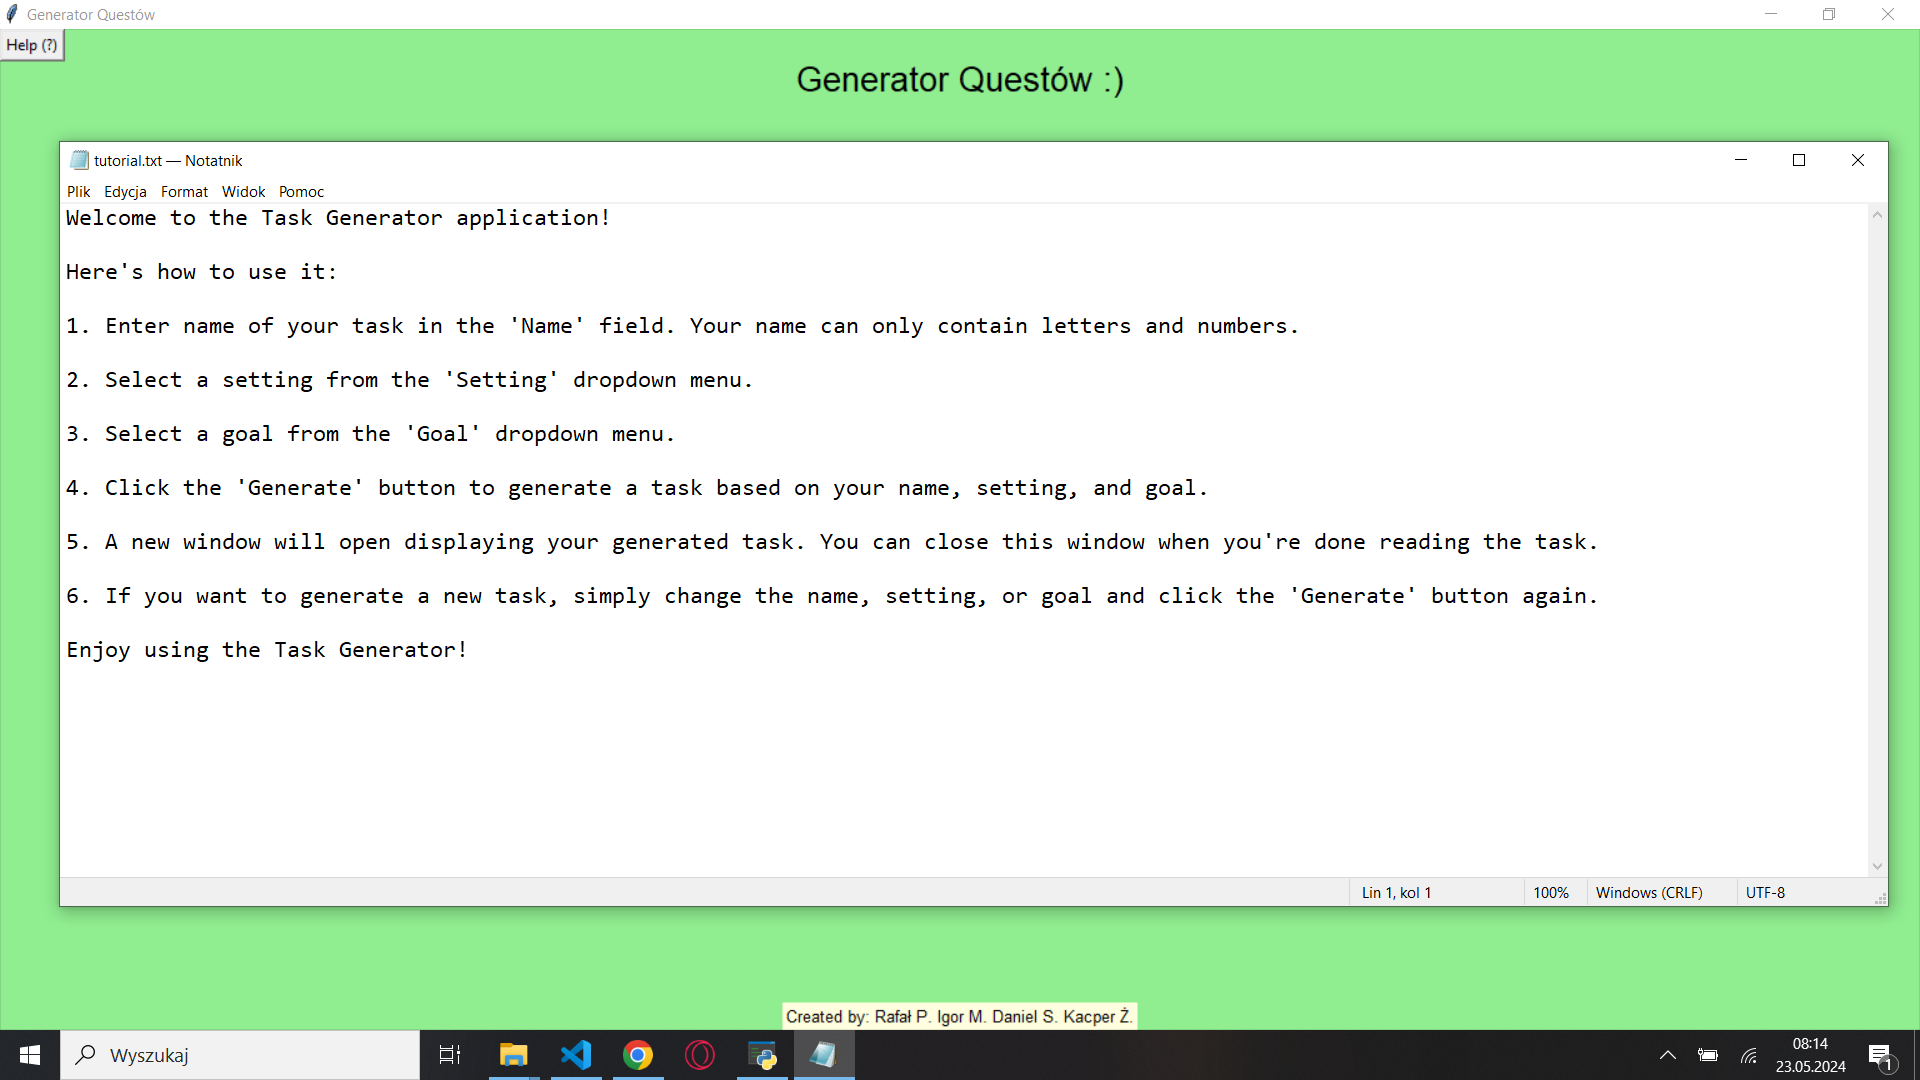 Generator Questów
Help (?)
Generator Questów :)
tutorial.txt — Notatnik
Plik Edycja Format Widok Pomoc
Welcome to the Task Generator application!
Here's how to use it:
1. Enter name of your task in the 'Name' field. Your name can only contain letters and numbers.
2. Select a setting from the 'Setting' dropdown menu.
3. Select a goal from the 'Goal' dropdown menu.
4. Click the 'Generate' button to generate a task based on your name, setting, and goal.
5. A new window will open displaying your generated task. You can close this window when you're done reading the task.
6. If you want to generate a new task, simply change the name, setting, or goal and click the 'Generate' button again.
Enjoy using the Task Generator!
Lin 1, kol 1 100% Windows (CRLF) UTF-8
Created by: Rafał P. Igor M. Daniel S. Kacper Ż.
Wyszukaj
08:14
23.05.2024
1